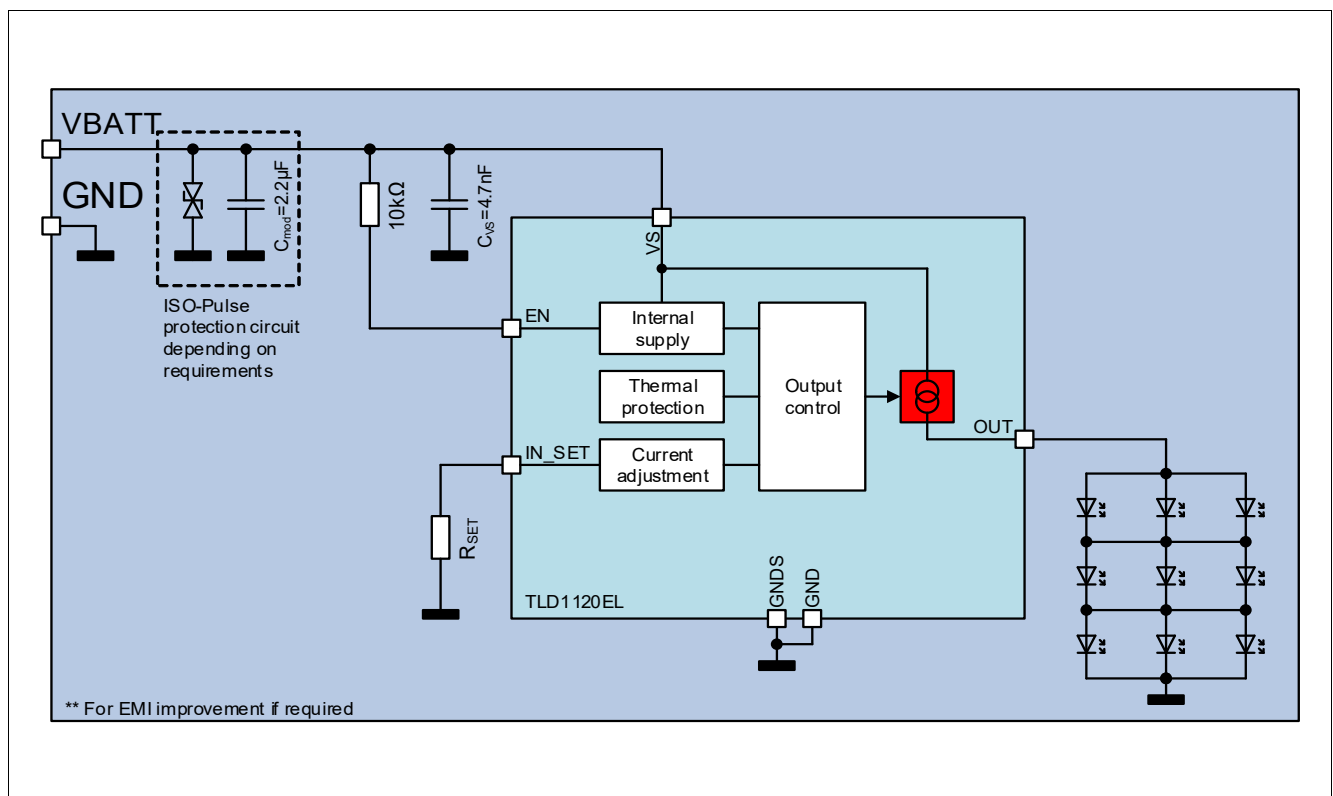 VBATT
GND
Cmod=2.2µF
10kΩ
CVS=4.7nF
ISO-Pulse
protection circuit
depending on
requirements
VS
EN
Internal
supply
Thermal
protection
Output
control
OUT
IN_SET
Current
adjustment
RSET
GNDS
GND
TLD1120EL
** For EMI improvement if required